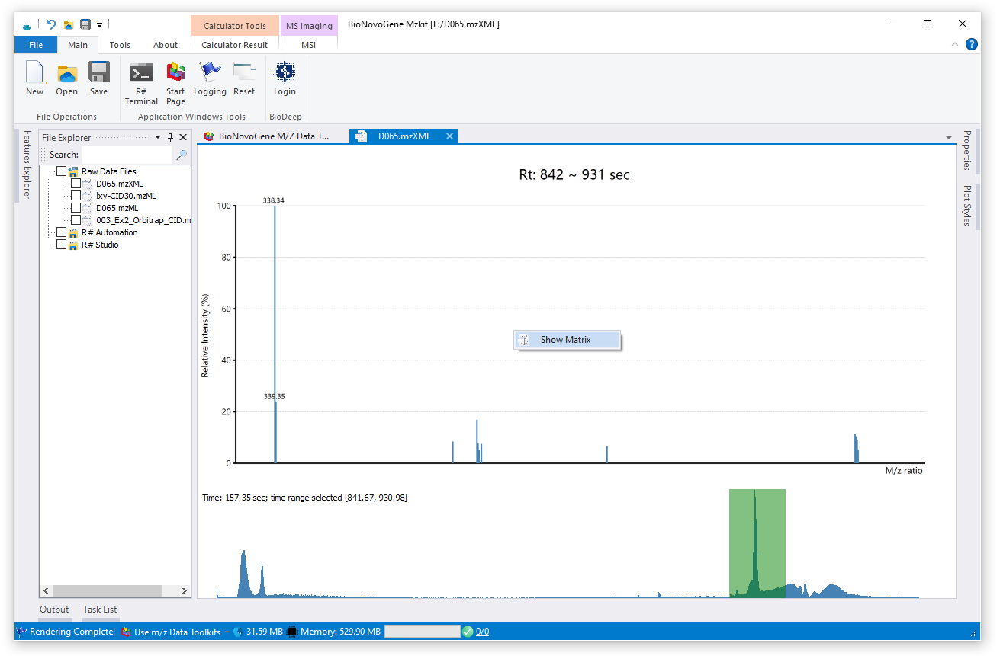 Calculator Tools
MS Imaging
BioNovoGene Mzkit [E:/D065.mzXML]
File
Main
Tools
About
Calculator Result
MSI
?
New
Open
Save
R#
Terminal
Start
Page
Logging
Reset
Login
File Operations
Application Windows Tools
BioDeep
Features Explorer
File Explorer
Search:
Raw Data Files
D065.mzXML
lxy-CID30.mzML
D065.mzML
003_Ex2_Orbitrap_CID.m
R# Automation
R# Studio
BioNovoGene M/Z Data T...
D065.mzXML
Rt: 842 ~ 931 sec
338.34
100
80
60
40
20
0
339.35
Relative Intensity (%)
Show Matrix
M/z ratio
Time: 157.35 sec; time range selected [841.67, 930.98]
Properties
Plot Styles
Output
Task List
Rendering Complete!
Use m/z Data Toolkits
31.59 MB
Memory: 529.90 MB
0/0